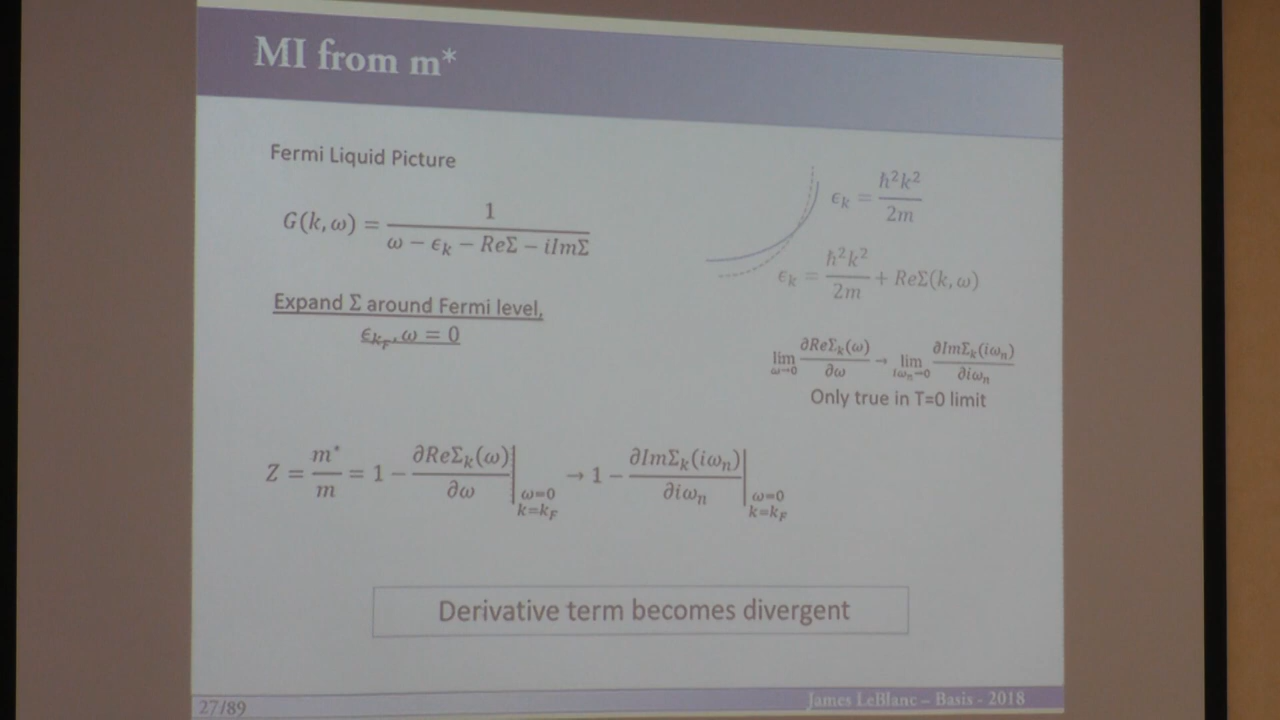 MI from m*
Fermi Liquid Picture
G(k, ω) = 1 / (ω − ϵ_k − ReΣ − iImΣ)
ϵ_k = ħ²k² / 2m
ϵ_k = ħ²k² / 2m + ReΣ(k, ω)
Expand Σ around Fermi level,
ϵ_{k_F}, ω = 0
lim_{ω→0} ∂ReΣ_k(ω) / ∂ω → lim_{iω_n→0} ∂ImΣ_k(iω_n) / ∂iω_n
Only true in T=0 limit
Z = m* / m = 1 − ∂ReΣ_k(ω) / ∂ω |_{ω=0 k=k_F} → 1 − ∂ImΣ_k(iω_n) / ∂iω_n |_{ω=0 k=k_F}
Derivative term becomes divergent
27/89
James LeBlanc – Basis - 2018